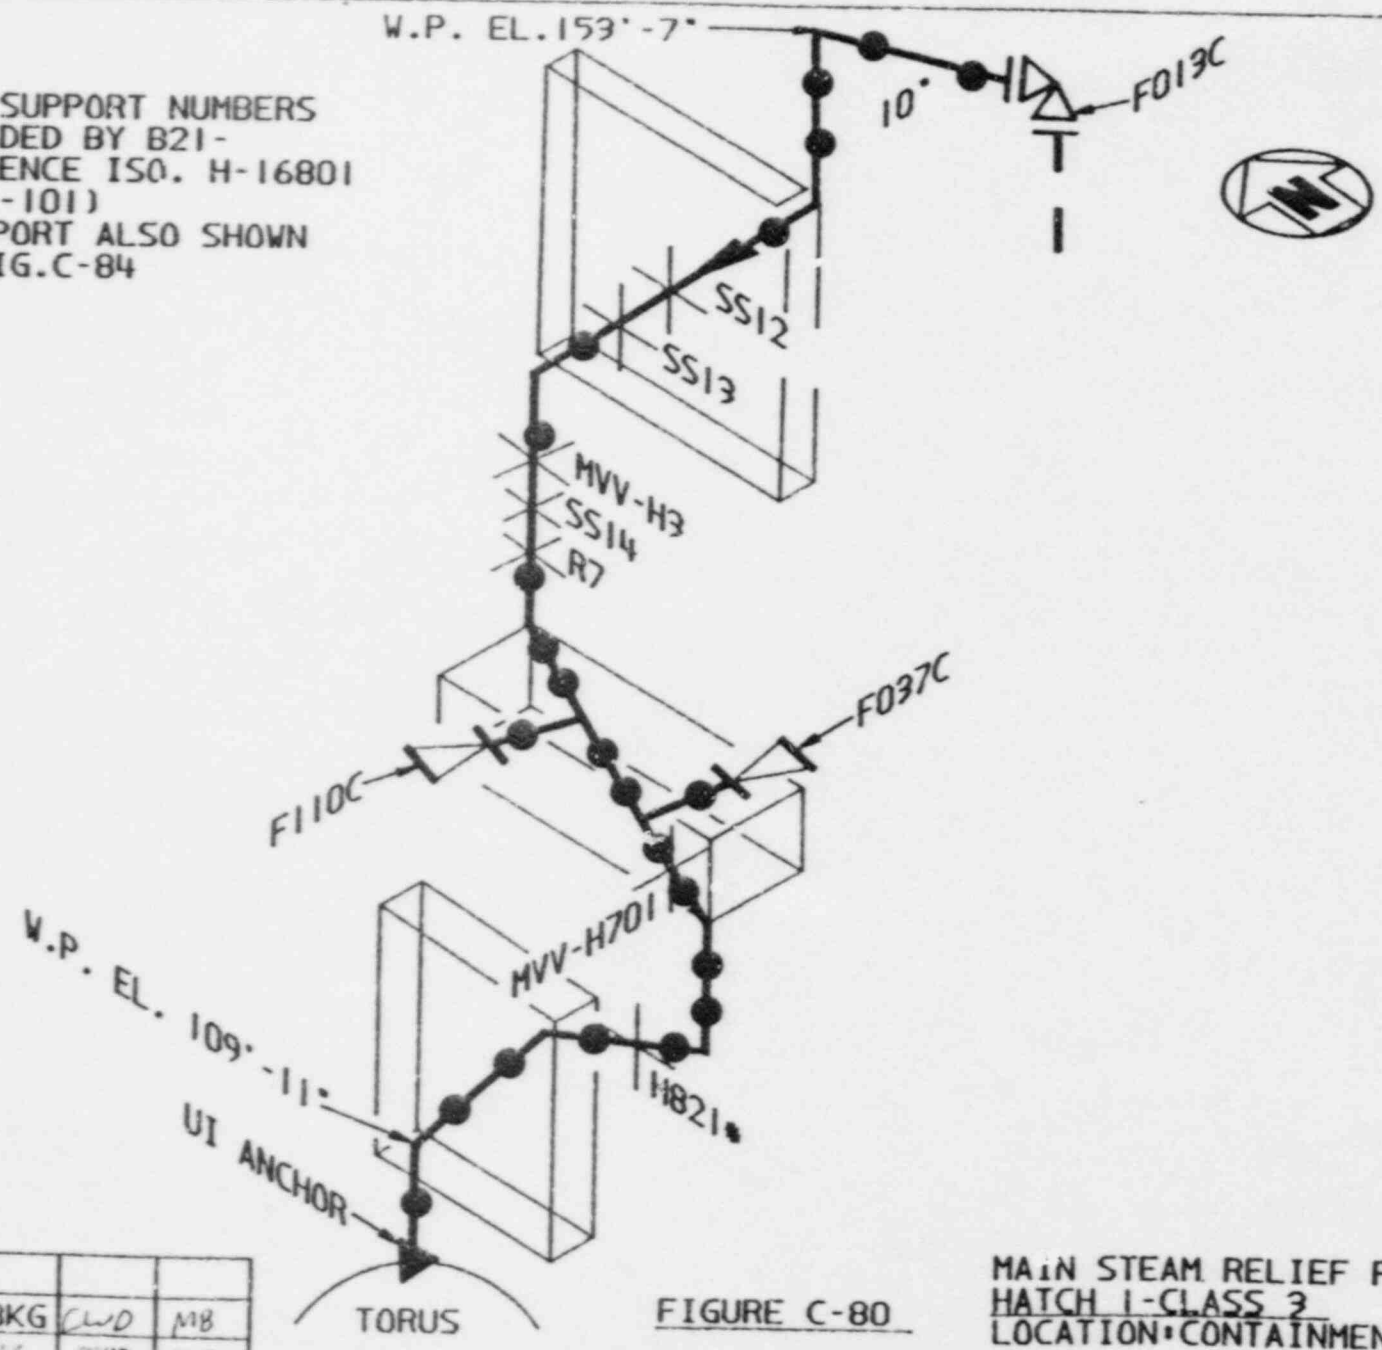 W.P. EL.153'-7"
SUPPORT NUMBERS
DED BY B21-
ENCE ISO. H-16801
-101)
PORT ALSO SHOWN
IG.C-84
10"
F013C
N
SS12
SS13
MVV-H3
SS14
R7
F037C
F110C
MVV-H701
W.P. EL. 109'-11"
H821*
UI ANCHOR
TORUS
BKG CWD MB
FIGURE C-80
MAIN STEAM RELIEF
HATCH 1-CLASS 3
LOCATION:CONTAINMEN